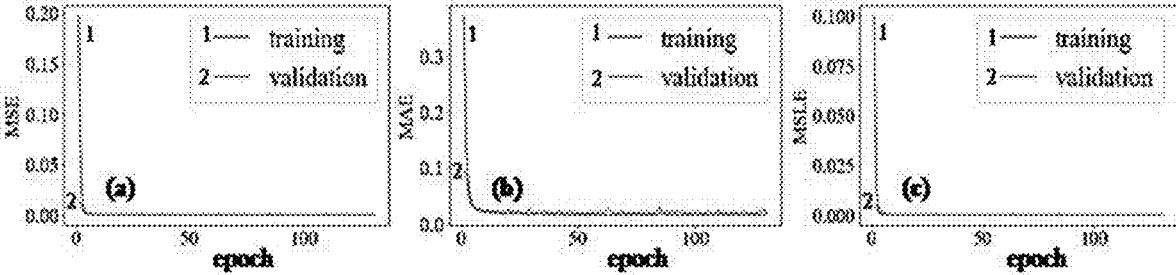 0.20
0.15
0.10
0.05
0.00
MSE
1
1 training
2 validation
2
(a)
0 50 100
epoch
0.3
0.2
0.1
0.0
MAE
1
1 training
2 validation
2
(b)
0 50 100
epoch
0.100
0.075
0.050
0.025
0.000
MSLE
1
1 training
2 validation
2
(c)
0 50 100
epoch